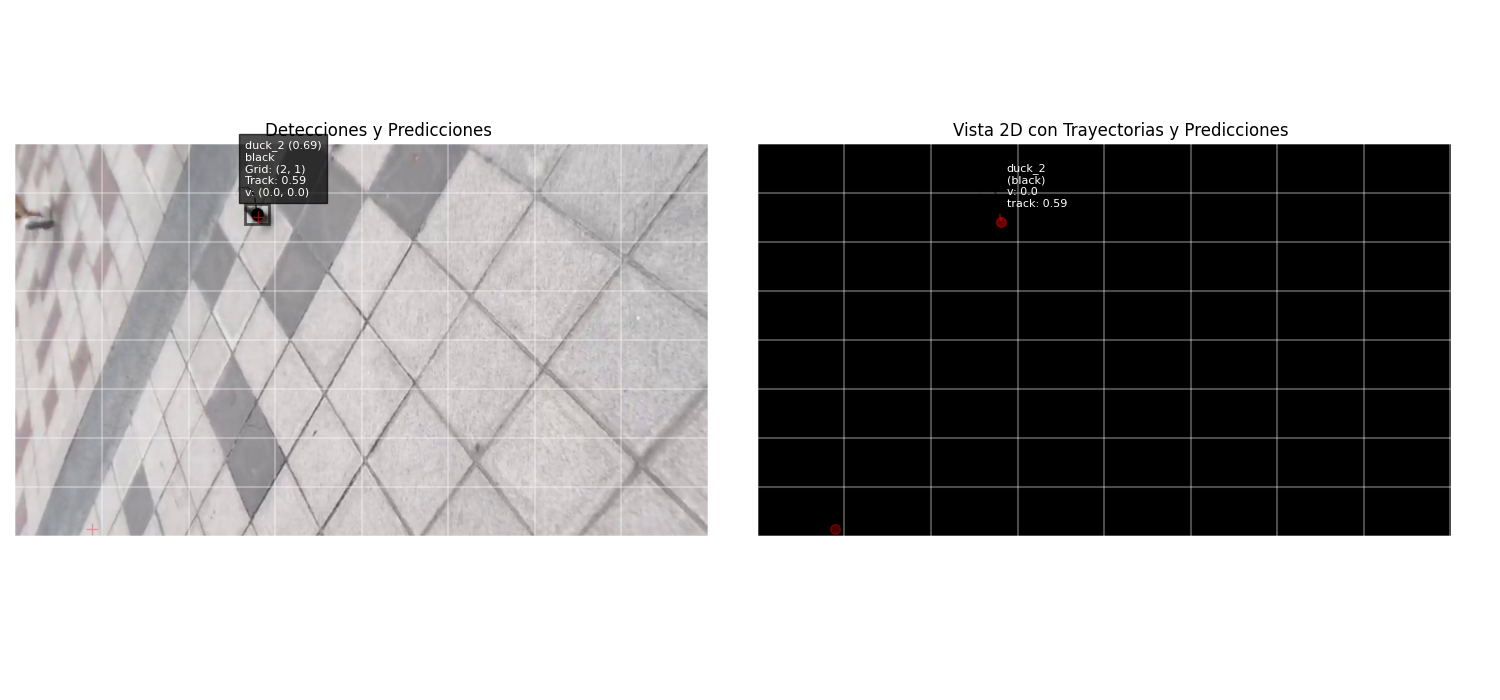 Detecciones y Predicciones
duck_2 (0.69)
black
Grid: (2, 1)
Track: 0.59
v: (0.0, 0.0)
Vista 2D con Trayectorias y Predicciones
duck_2
(black)
v: 0.0
track: 0.59